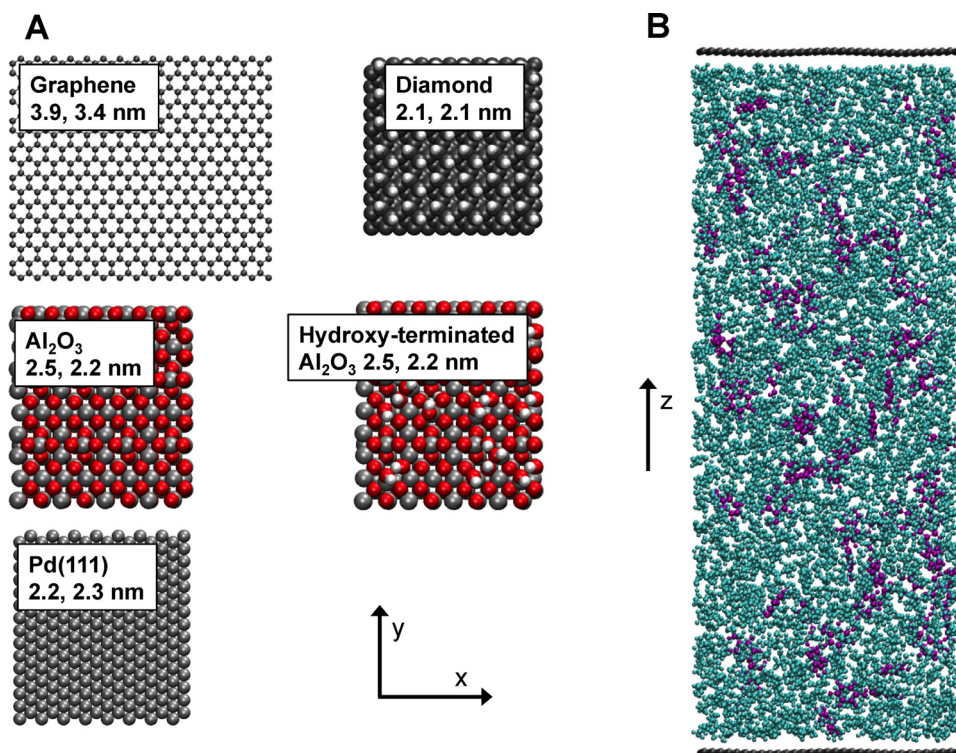 A
B
Graphene
3.9, 3.4 nm
Diamond
2.1, 2.1 nm
Al₂O₃
2.5, 2.2 nm
Hydroxy-terminated
Al₂O₃ 2.5, 2.2 nm
z
Pd(111)
2.2, 2.3 nm
y
x